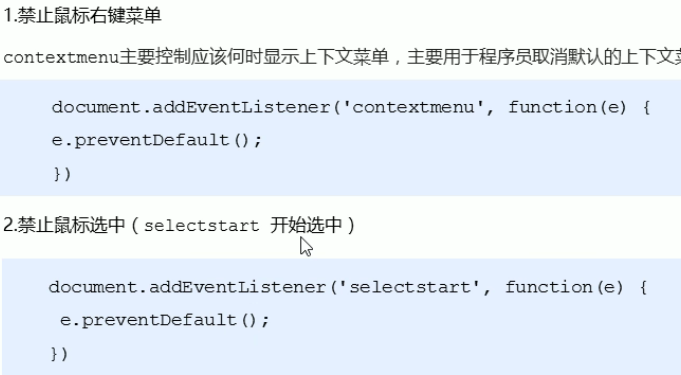 1.禁止鼠标右键菜单
contextmenu主要控制应该何时显示上下文菜单，主要用于程序员取消默认的上下文
document.addEventListener('contextmenu', function(e) {
e.preventDefault();
})
2.禁止鼠标选中（selectstart 开始选中）
document.addEventListener('selectstart', function(e) {
e.preventDefault();
})